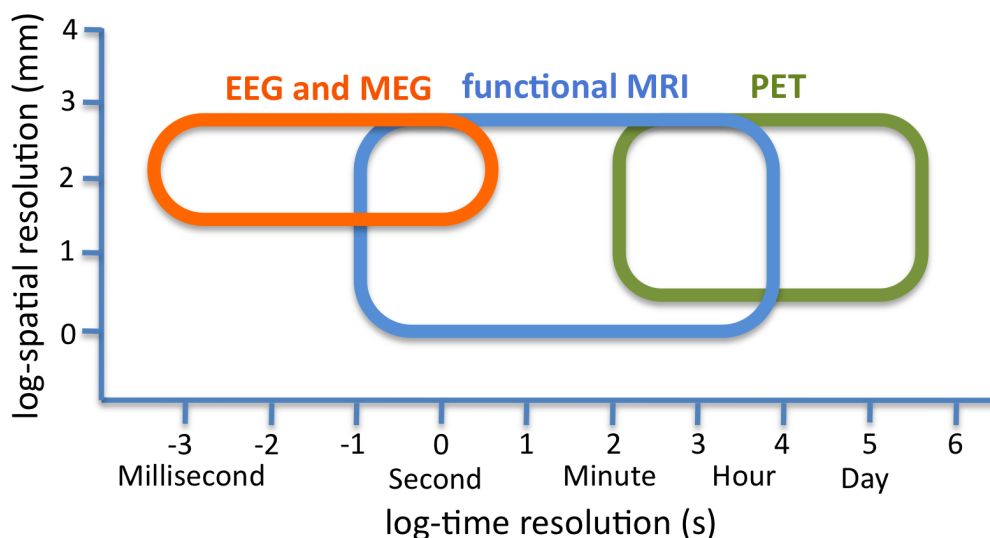 log-spatial resolution (mm)
4
3
2
1
0
EEG and MEG
functional MRI
PET
-3 -2 -1 0 1 2 3 4 5 6
Millisecond Second Minute Hour Day
log-time resolution (s)